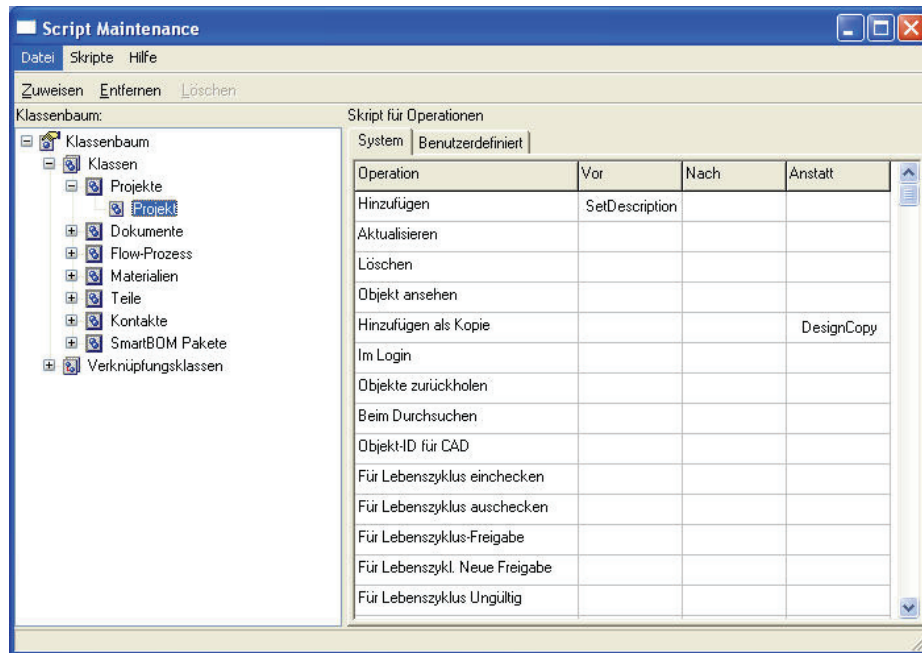 Script Maintenance
Datei Skripte Hilfe
Zuweisen Entfernen Löschen
Klassenbaum:
Klassenbaum
Klassen
Projekte
Projekt
Dokumente
Flow-Prozess
Materialien
Teile
Kontakte
SmartBOM Pakete
Verknüpfungsklassen
Skript für Operationen
System Benutzerdefiniert
Operation Vor Nach Anstatt
Hinzufügen SetDescription
Aktualisieren
Löschen
Objekt ansehen
Hinzufügen als Kopie DesignCopy
Im Login
Objekte zurückholen
Beim Durchsuchen
Objekt-ID für CAD
Für Lebenszyklus einchecken
Für Lebenszyklus auschecken
Für Lebenszyklus-Freigabe
Für Lebenszykl. Neue Freigabe
Für Lebenszyklus Ungültig